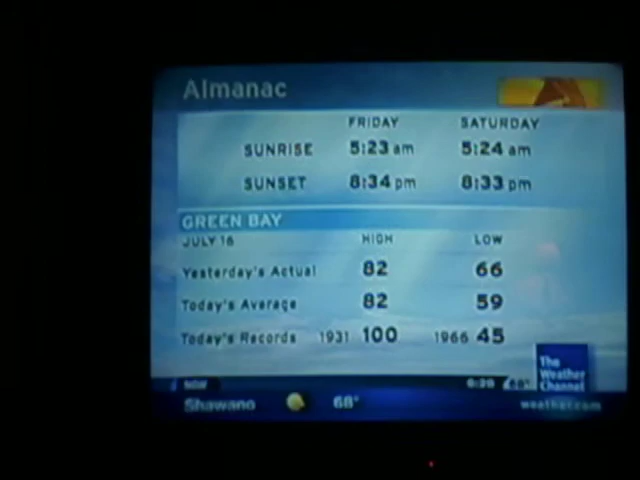 Almanac
FRIDAY SATURDAY
SUNRISE 5:23 am 5:24 am
SUNSET 8:34 pm 8:33 pm
GREEN BAY
JULY 16 HIGH LOW
Yesterday's Actual 82 66
Today's Average 82 59
Today's Records 1931 100 1966 45
The
Weather
Channel
NOW 68°
Shawano 68° weather.com